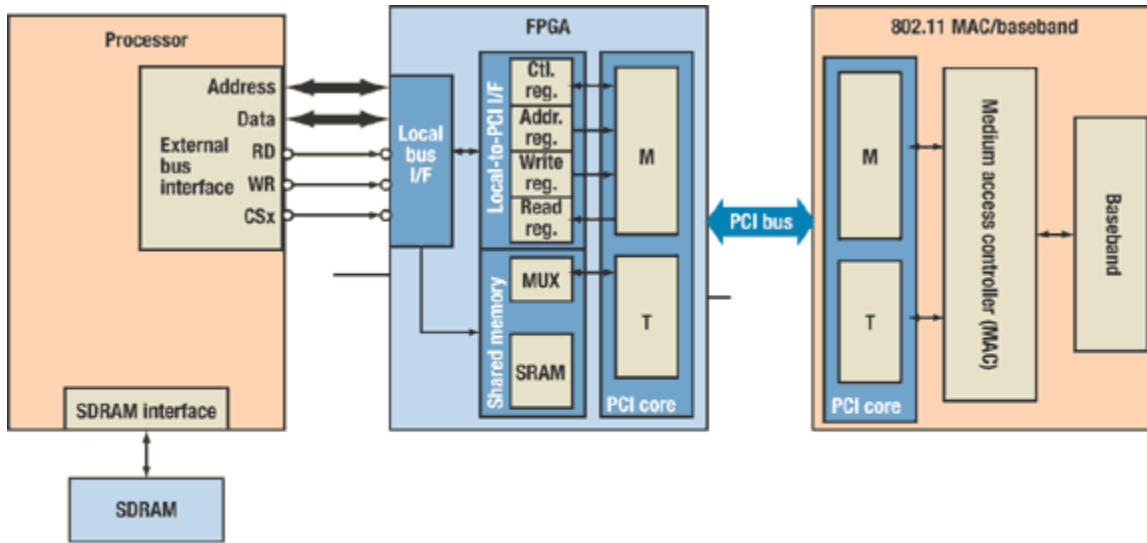 Processor
Address
Data
External
bus
interface
RD
WR
CSx
SDRAM interface
SDRAM
FPGA
Local
bus
I/F
Local-to-PCI I/F
Ctl.
reg.
Addr.
reg.
Write
reg.
Read
reg.
M
Shared memory
MUX
SRAM
T
PCI core
PCI bus
802.11 MAC/baseband
M
T
PCI core
Medium access controller
(MAC)
Baseband